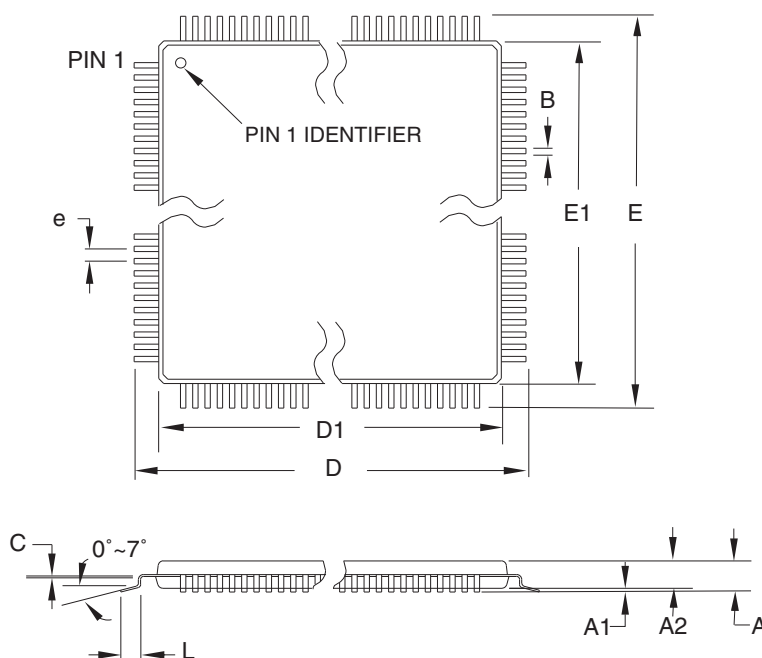 PIN 1
B
PIN 1 IDENTIFIER
E1
E
e
D1
D
C
0°~7°
A1
A2
A
L